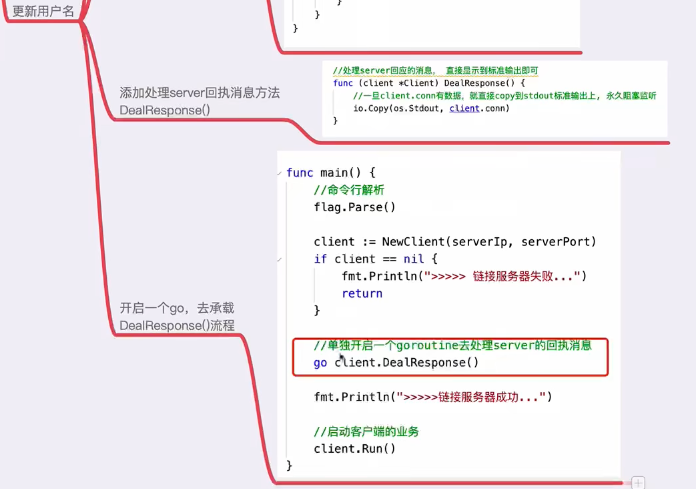 更新用户名
}
}
}
添加处理server回执消息方法
DealResponse()
//处理server回应的消息, 直接显示到标准输出即可
func (client *Client) DealResponse() {
//一旦client.conn有数据, 就直接copy到stdout标准输出上, 永久阻塞监听
io.Copy(os.Stdout, client.conn)
}
开启一个go，去承载
DealResponse()流程
func main() {
//命令行解析
flag.Parse()
client := NewClient(serverIp, serverPort)
if client == nil {
fmt.Println(">>>>> 链接服务器失败...")
return
}
//单独开启一个goroutine去处理server的回执消息
go client.DealResponse()
fmt.Println(">>>>>链接服务器成功...")
//启动客户端的业务
client.Run()
}